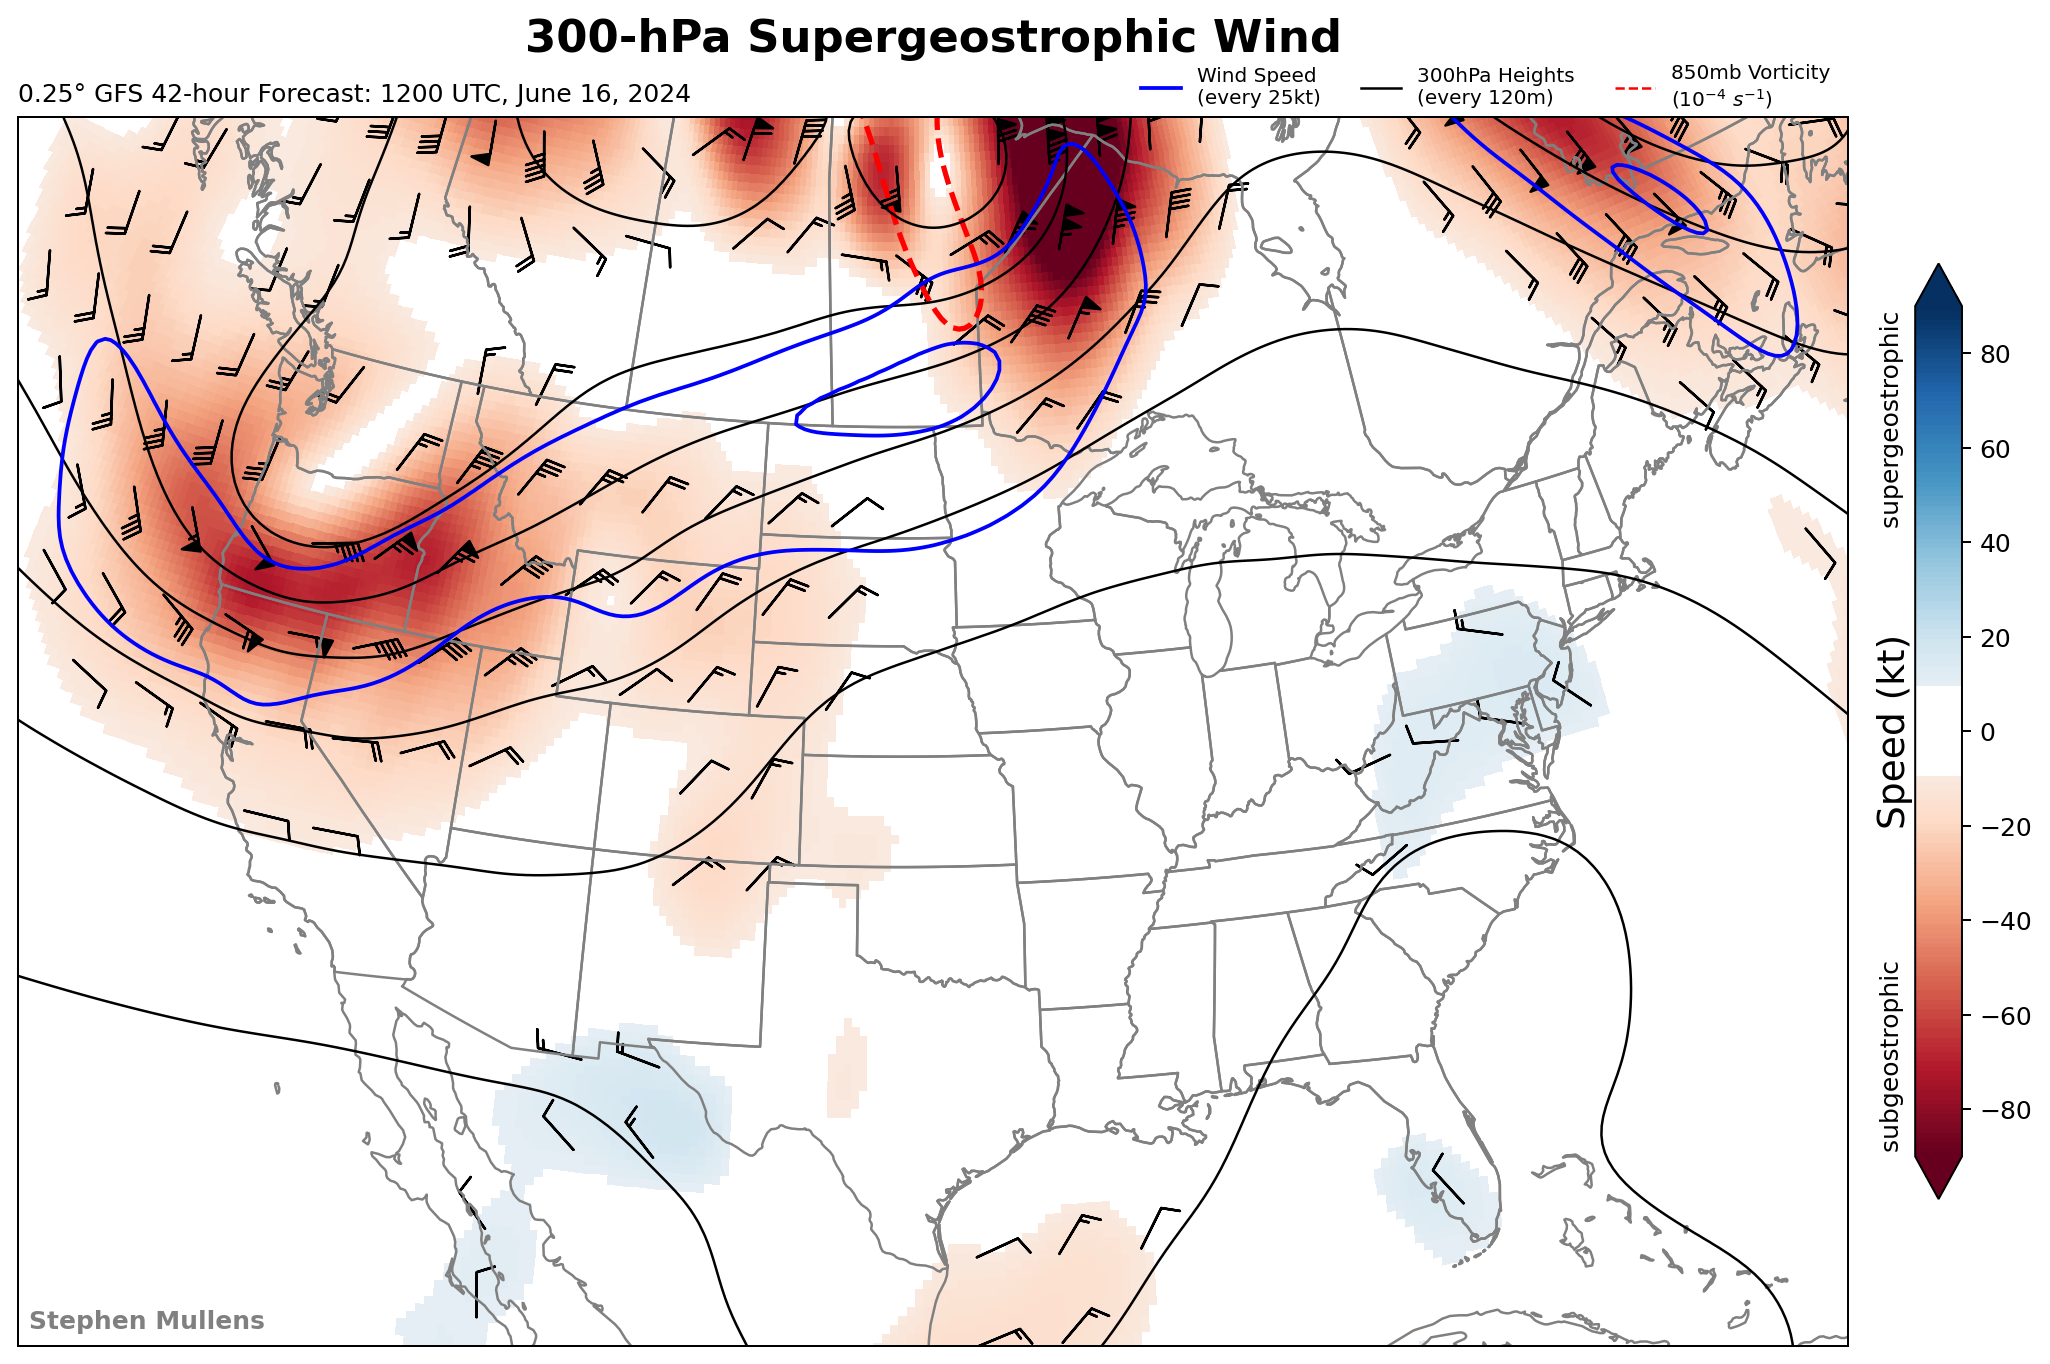 300-hPa Supergeostrophic Wind
0.25° GFS 42-hour Forecast: 1200 UTC, June 16, 2024
Wind Speed
(every 25kt)
300hPa Heights
(every 120m)
850mb Vorticity
(10⁻⁴ s⁻¹)
supergeostrophic
Speed (kt)
subgeostrophic
80
60
40
20
0
−20
−40
−60
−80
Stephen Mullens